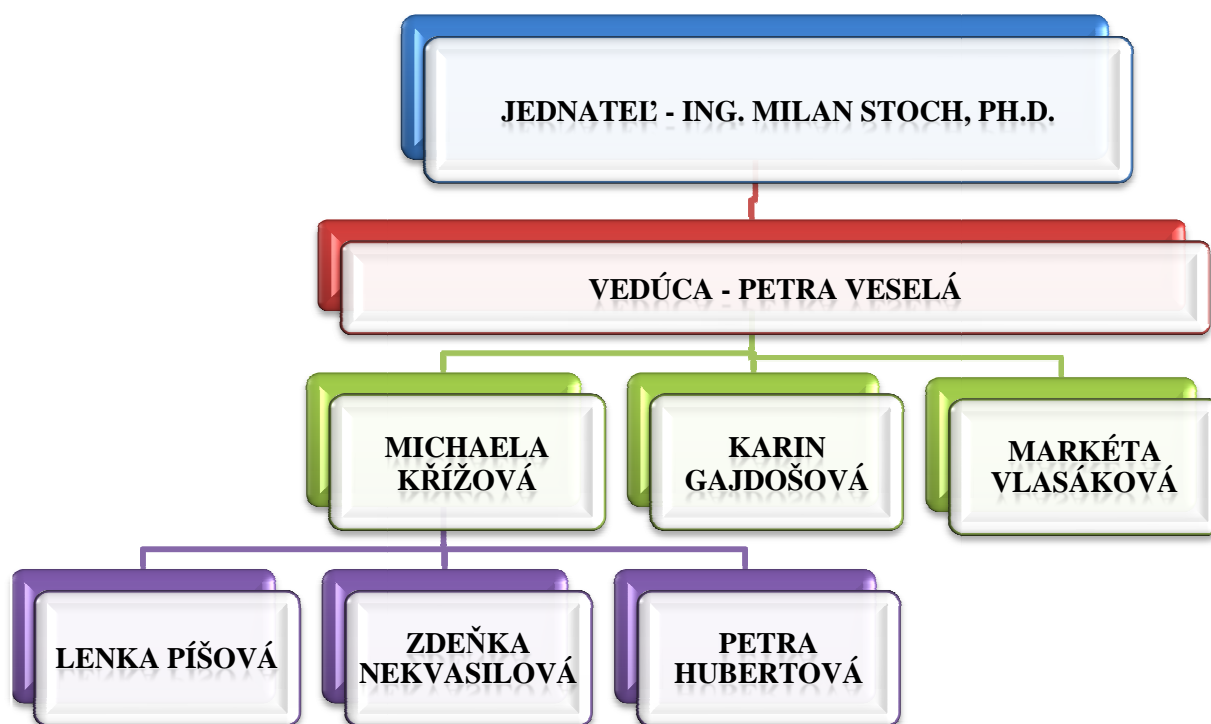 JEDNATEĽ - ING. MILAN STOCH, PH.D.
VEDÚCA - PETRA VESELÁ
MICHAELA
KŘÍŽOVÁ
KARIN
GAJDOŠOVÁ
MARKÉTA
VLASÁKOVÁ
LENKA PÍŠOVÁ
ZDEŇKA
NEKVASILOVÁ
PETRA
HUBERTOVÁ